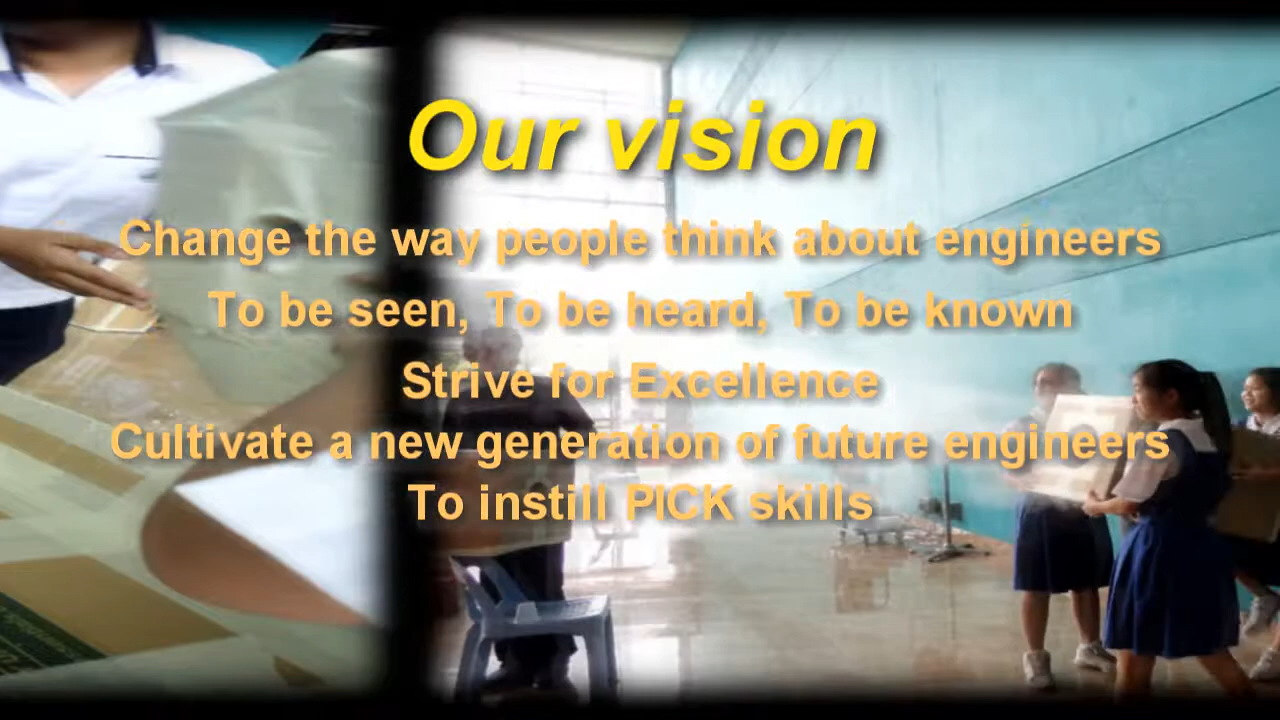 Our vision
Change the way people think about engineers
To be seen, To be heard, To be known
Strive for Excellence
Cultivate a new generation of future engineers
To instill PICK skills